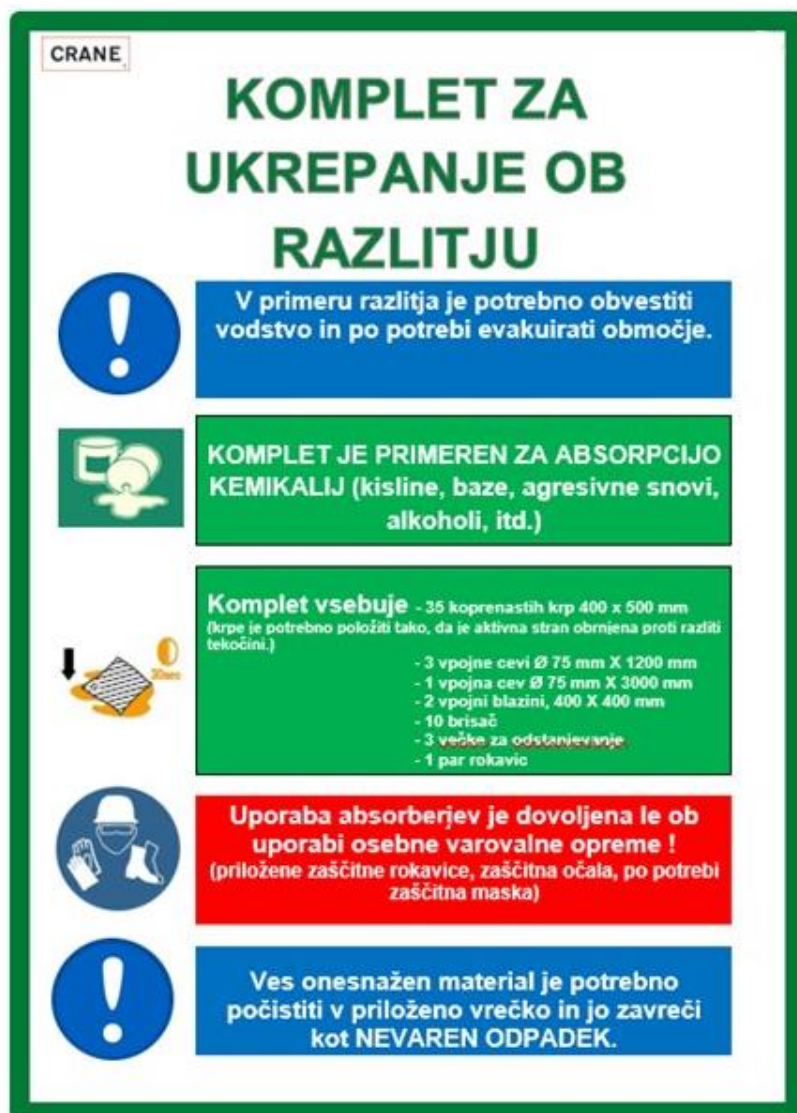 CRANE
KOMPLET ZA
UKREPANJE OB
RAZLITJU
V primeru razlitja je potrebno obvestiti
vodstvo in po potrebi evakuirati območje.
KOMPLET JE PRIMEREN ZA ABSORPCIJO
KEMIKALIJ (kisline, baze, agresivne snovi,
alkoholi, itd.)
Komplet vsebuje - 35 koprenastih krp 400 x 500 mm
(krpe je potrebno položiti tako, da je aktivna stran obrnjena proti razliti
tekočini.)
30sec
- 3 vpojne cevi Ø 75 mm X 1200 mm
- 1 vpojna cev Ø 75 mm X 3000 mm
- 2 vpojni blazini, 400 X 400 mm
- 10 brisač
- 3 večke za odstanjevanje
- 1 par rokavic
Uporaba absorberjev je dovoljena le ob
uporabi osebne varovalne opreme !
(priložene zaščitne rokavice, zaščitna očala, po potrebi
zaščitna maska)
Ves onesnažen material je potrebno
počistiti v priloženo vrečko in jo zavreči
kot NEVAREN ODPADEK.